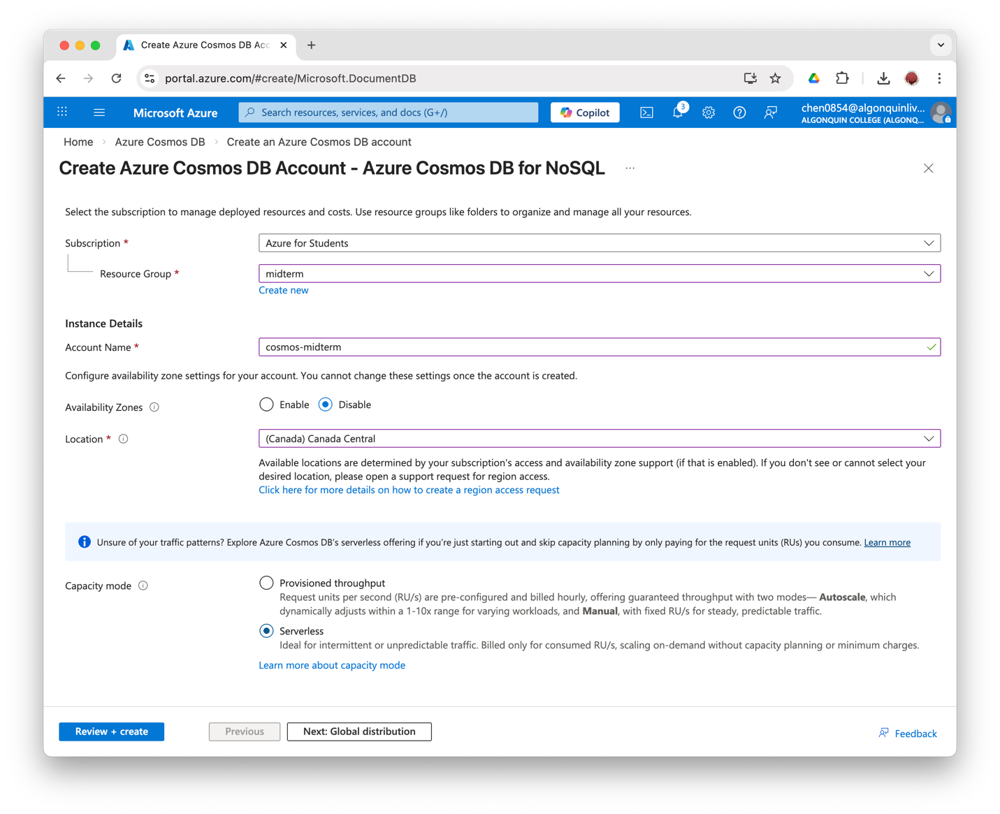 Create Azure Cosmos DB Acc
portal.azure.com/#create/Microsoft.DocumentDB
Microsoft Azure
Search resources, services, and docs (G+/)
Copilot
3
chen0854@algonquinliv...
ALGONQUIN COLLEGE (ALGONQ...
Home > Azure Cosmos DB > Create an Azure Cosmos DB account
Create Azure Cosmos DB Account - Azure Cosmos DB for NoSQL ...
Select the subscription to manage deployed resources and costs. Use resource groups like folders to organize and manage all your resources.
Subscription * Azure for Students
Resource Group * midterm
Create new
Instance Details
Account Name * cosmos-midterm
Configure availability zone settings for your account. You cannot change these settings once the account is created.
Availability Zones Enable Disable
Location * (Canada) Canada Central
Available locations are determined by your subscription's access and availability zone support (if that is enabled). If you don't see or cannot select your
desired location, please open a support request for region access.
Click here for more details on how to create a region access request
Unsure of your traffic patterns? Explore Azure Cosmos DB's serverless offering if you're just starting out and skip capacity planning by only paying for the request units (RUs) you consume. Learn more
Capacity mode Provisioned throughput
Request units per second (RU/s) are pre-configured and billed hourly, offering guaranteed throughput with two modes— Autoscale, which
dynamically adjusts within a 1-10x range for varying workloads, and Manual, with fixed RU/s for steady, predictable traffic.
Serverless
Ideal for intermittent or unpredictable traffic. Billed only for consumed RU/s, scaling on-demand without capacity planning or minimum charges.
Learn more about capacity mode
Review + create Previous Next: Global distribution Feedback